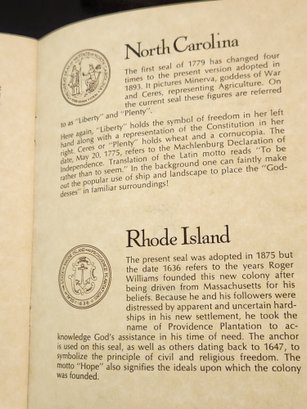 North Carolina
The first seal of 1779 has changed four
times to the present version adopted in
1893. It pictures Minerva, goddess of War
and Ceres, representing Agriculture. On
the current seal these figures are referred
to as "Liberty" and "Plenty".
Here again, "Liberty" holds the symbol of freedom in her left
hand along with a representation of the Constitution in her
right. Ceres or "Plenty" holds wheat and a cornucopia. The
date, May 20, 1775, refers to the Machlenburg Declaration of
Independence. Translation of the Latin motto reads "To be
rather than to seem." In the background one can faintly make
out the popular use of ship and landscape to place the "God-
desses" in familiar surroundings!
Rhode Island
The present seal was adopted in 1875 but
the date 1636 refers to the years Roger
Williams founded this new colony after
being driven from Massachusetts for his
beliefs. Because he and his followers were
distressed by apparent and uncertain hard-
ships in his new settlement, he took the
name of Providence Plantation to ac-
knowledge God's assistance in his time of need. The anchor
is used on this seal, as well as others dating back to 1647, to
symbolize the principle of civil and religious freedom. The
motto "Hope" also signifies the ideals upon which the colony
was founded.